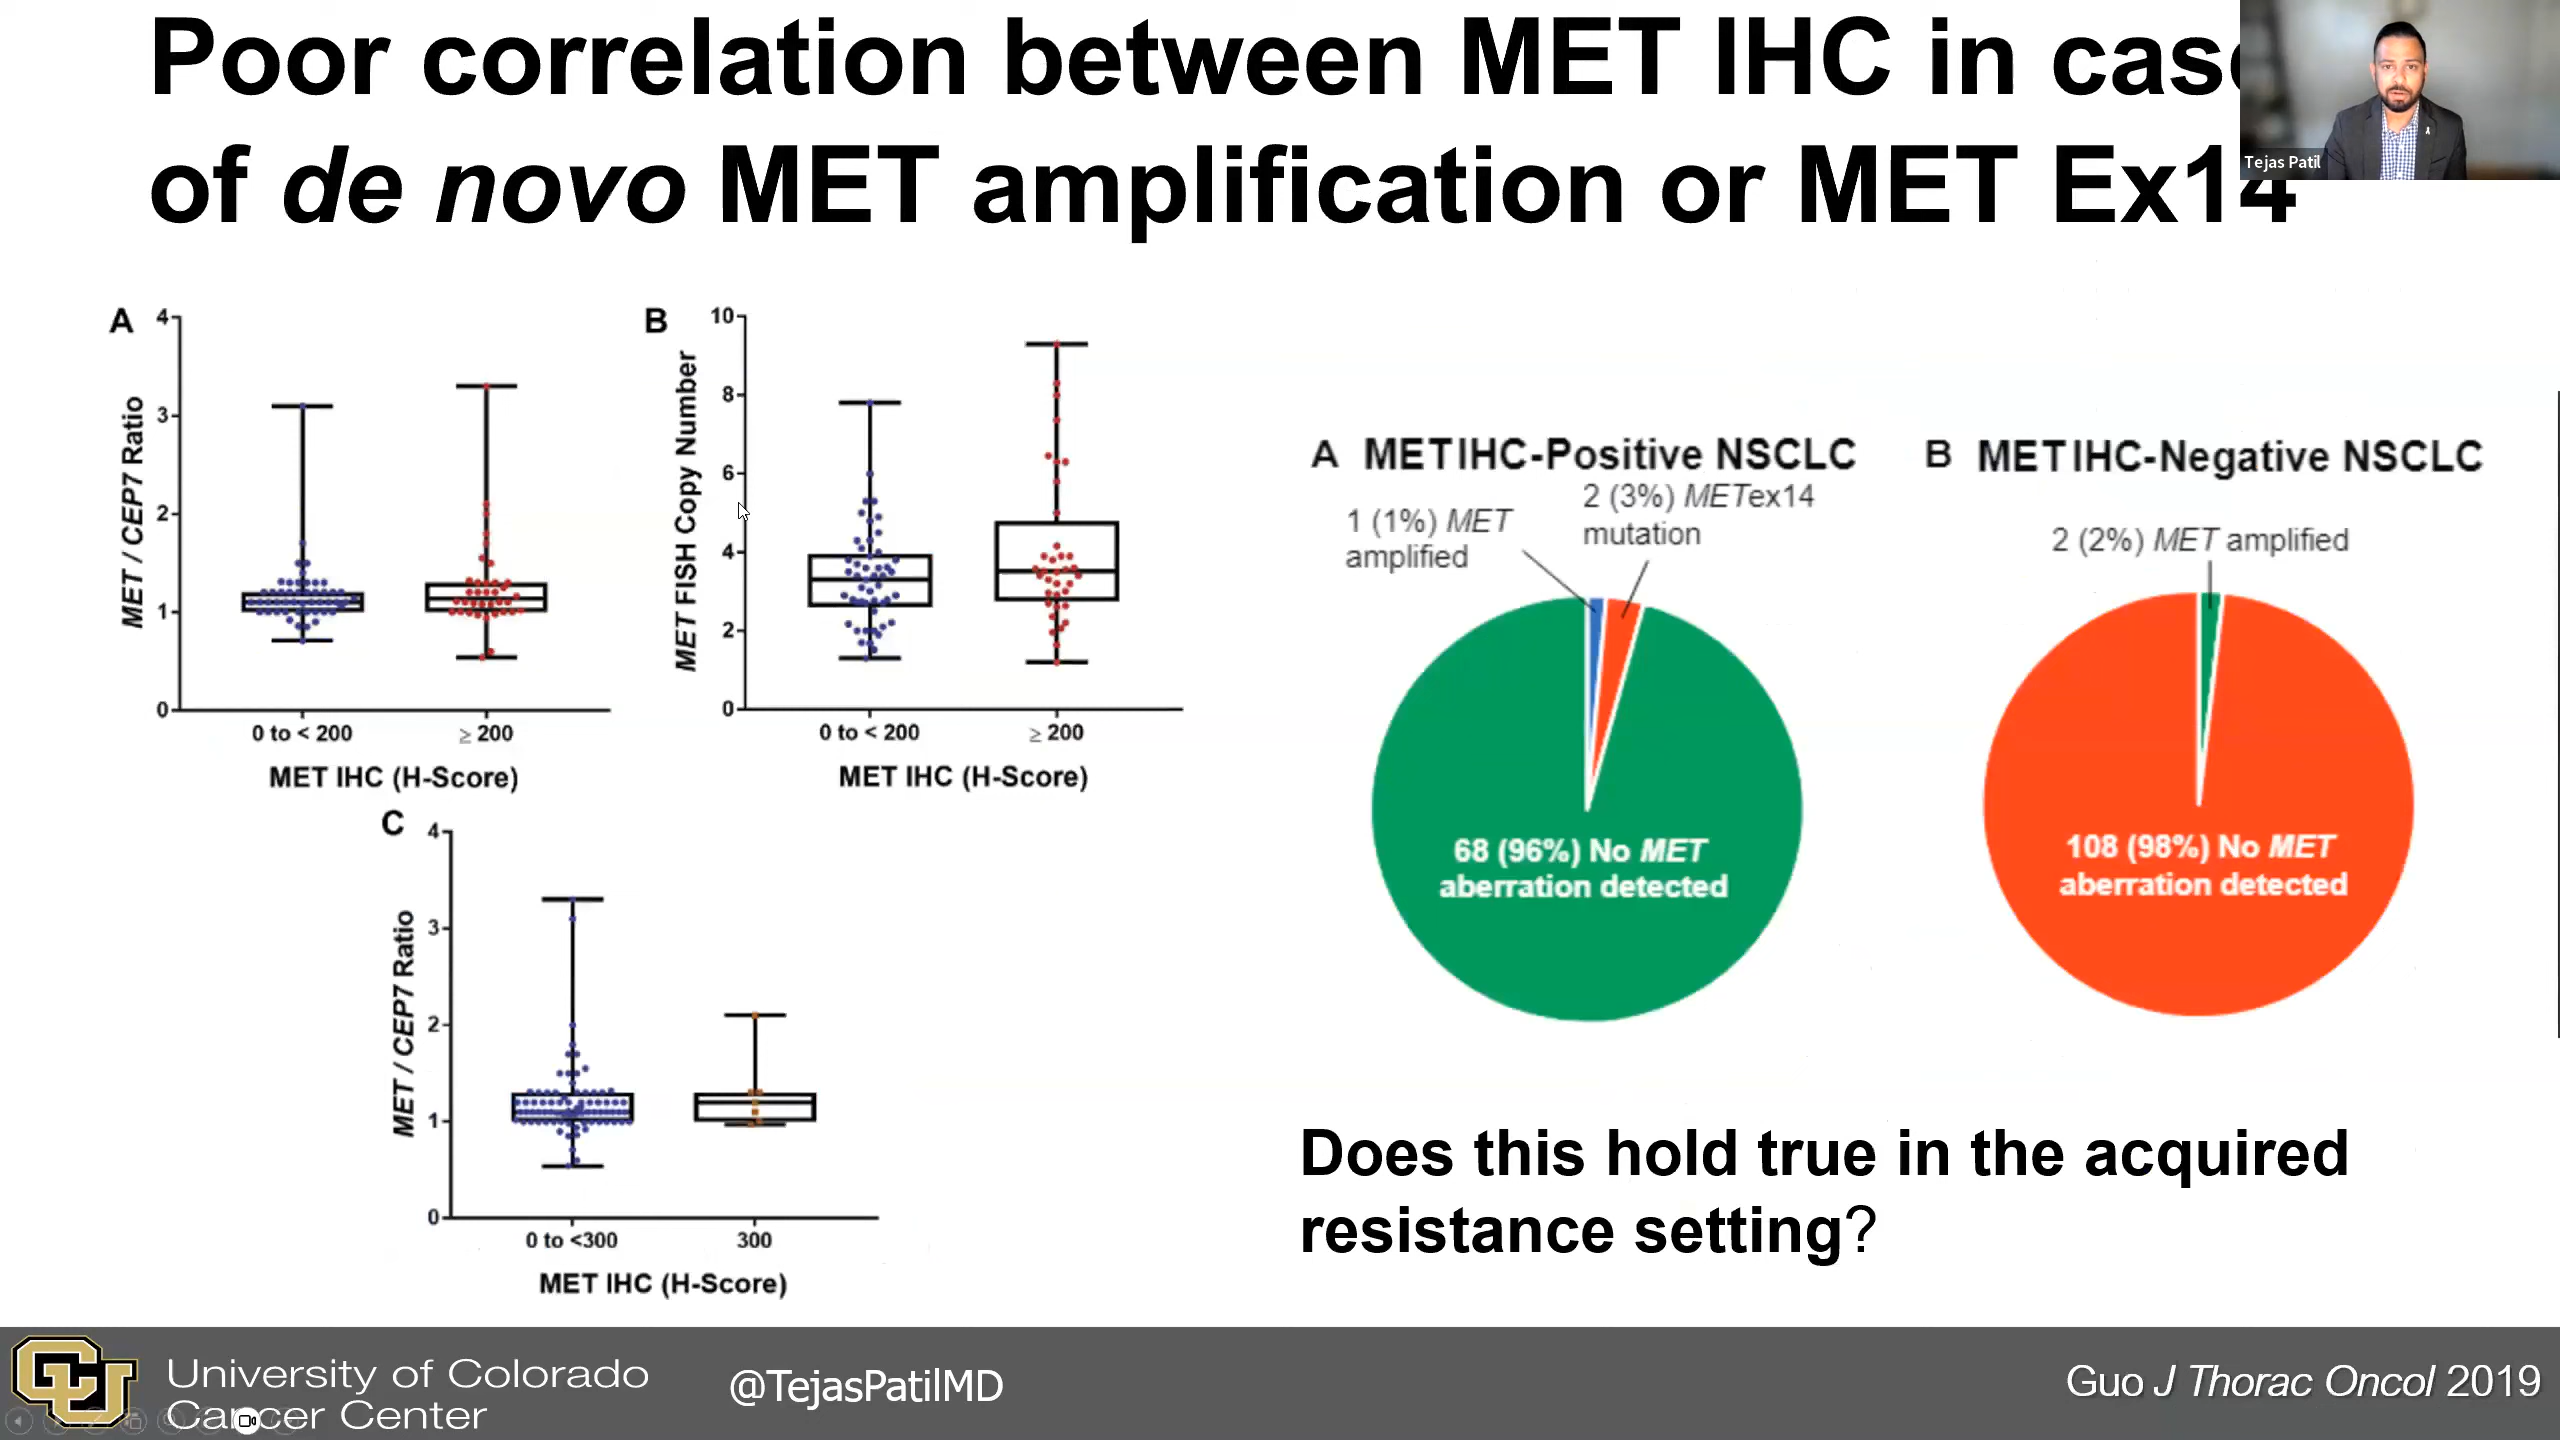 Poor correlation between MET IHC in
of de novo MET amplification or MET Ex14
Tejas Patil
A
4
3
2
1
0
MET / CEP7 Ratio
0 to < 200
≥ 200
MET IHC (H-Score)
B
10
8
6
4
2
0
MET FISH Copy Number
0 to < 200
≥ 200
MET IHC (H-Score)
C
4
3
2
1
0
MET / CEP7 Ratio
0 to <300
300
MET IHC (H-Score)
A MET IHC-Positive NSCLC
1 (1%) MET
amplified
2 (3%) METex14
mutation
68 (96%) No MET
aberration detected
B MET IHC-Negative NSCLC
2 (2%) MET amplified
108 (98%) No MET
aberration detected
Does this hold true in the acquired
resistance setting?
University of Colorado
Cancer Center
@TejasPatilMD
Guo J Thorac Oncol 2019